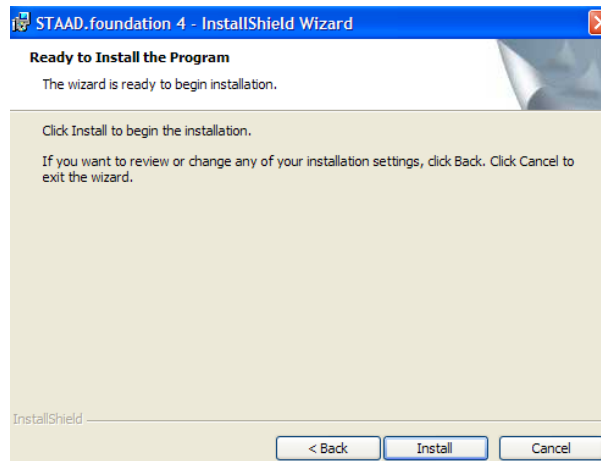 STAAD.foundation 4 - InstallShield Wizard
Ready to Install the Program
The wizard is ready to begin installation.
Click Install to begin the installation.
If you want to review or change any of your installation settings, click Back. Click Cancel to
exit the wizard.
InstallShield
< Back
Install
Cancel